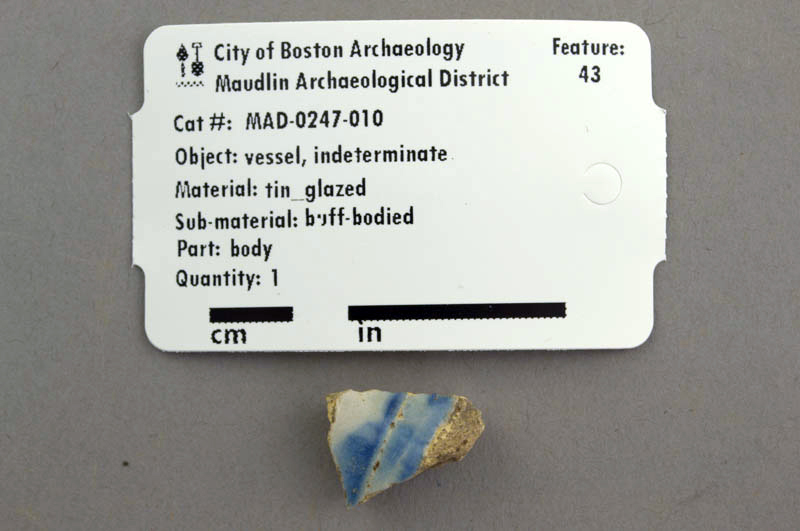 City of Boston Archaeology
Maudlin Archaeological District
Feature:
43
Cat #: MAD-0247-010
Object: vessel, indeterminate
Material: tin_glazed
Sub-material: buff-bodied
Part: body
Quantity: 1
cm
in